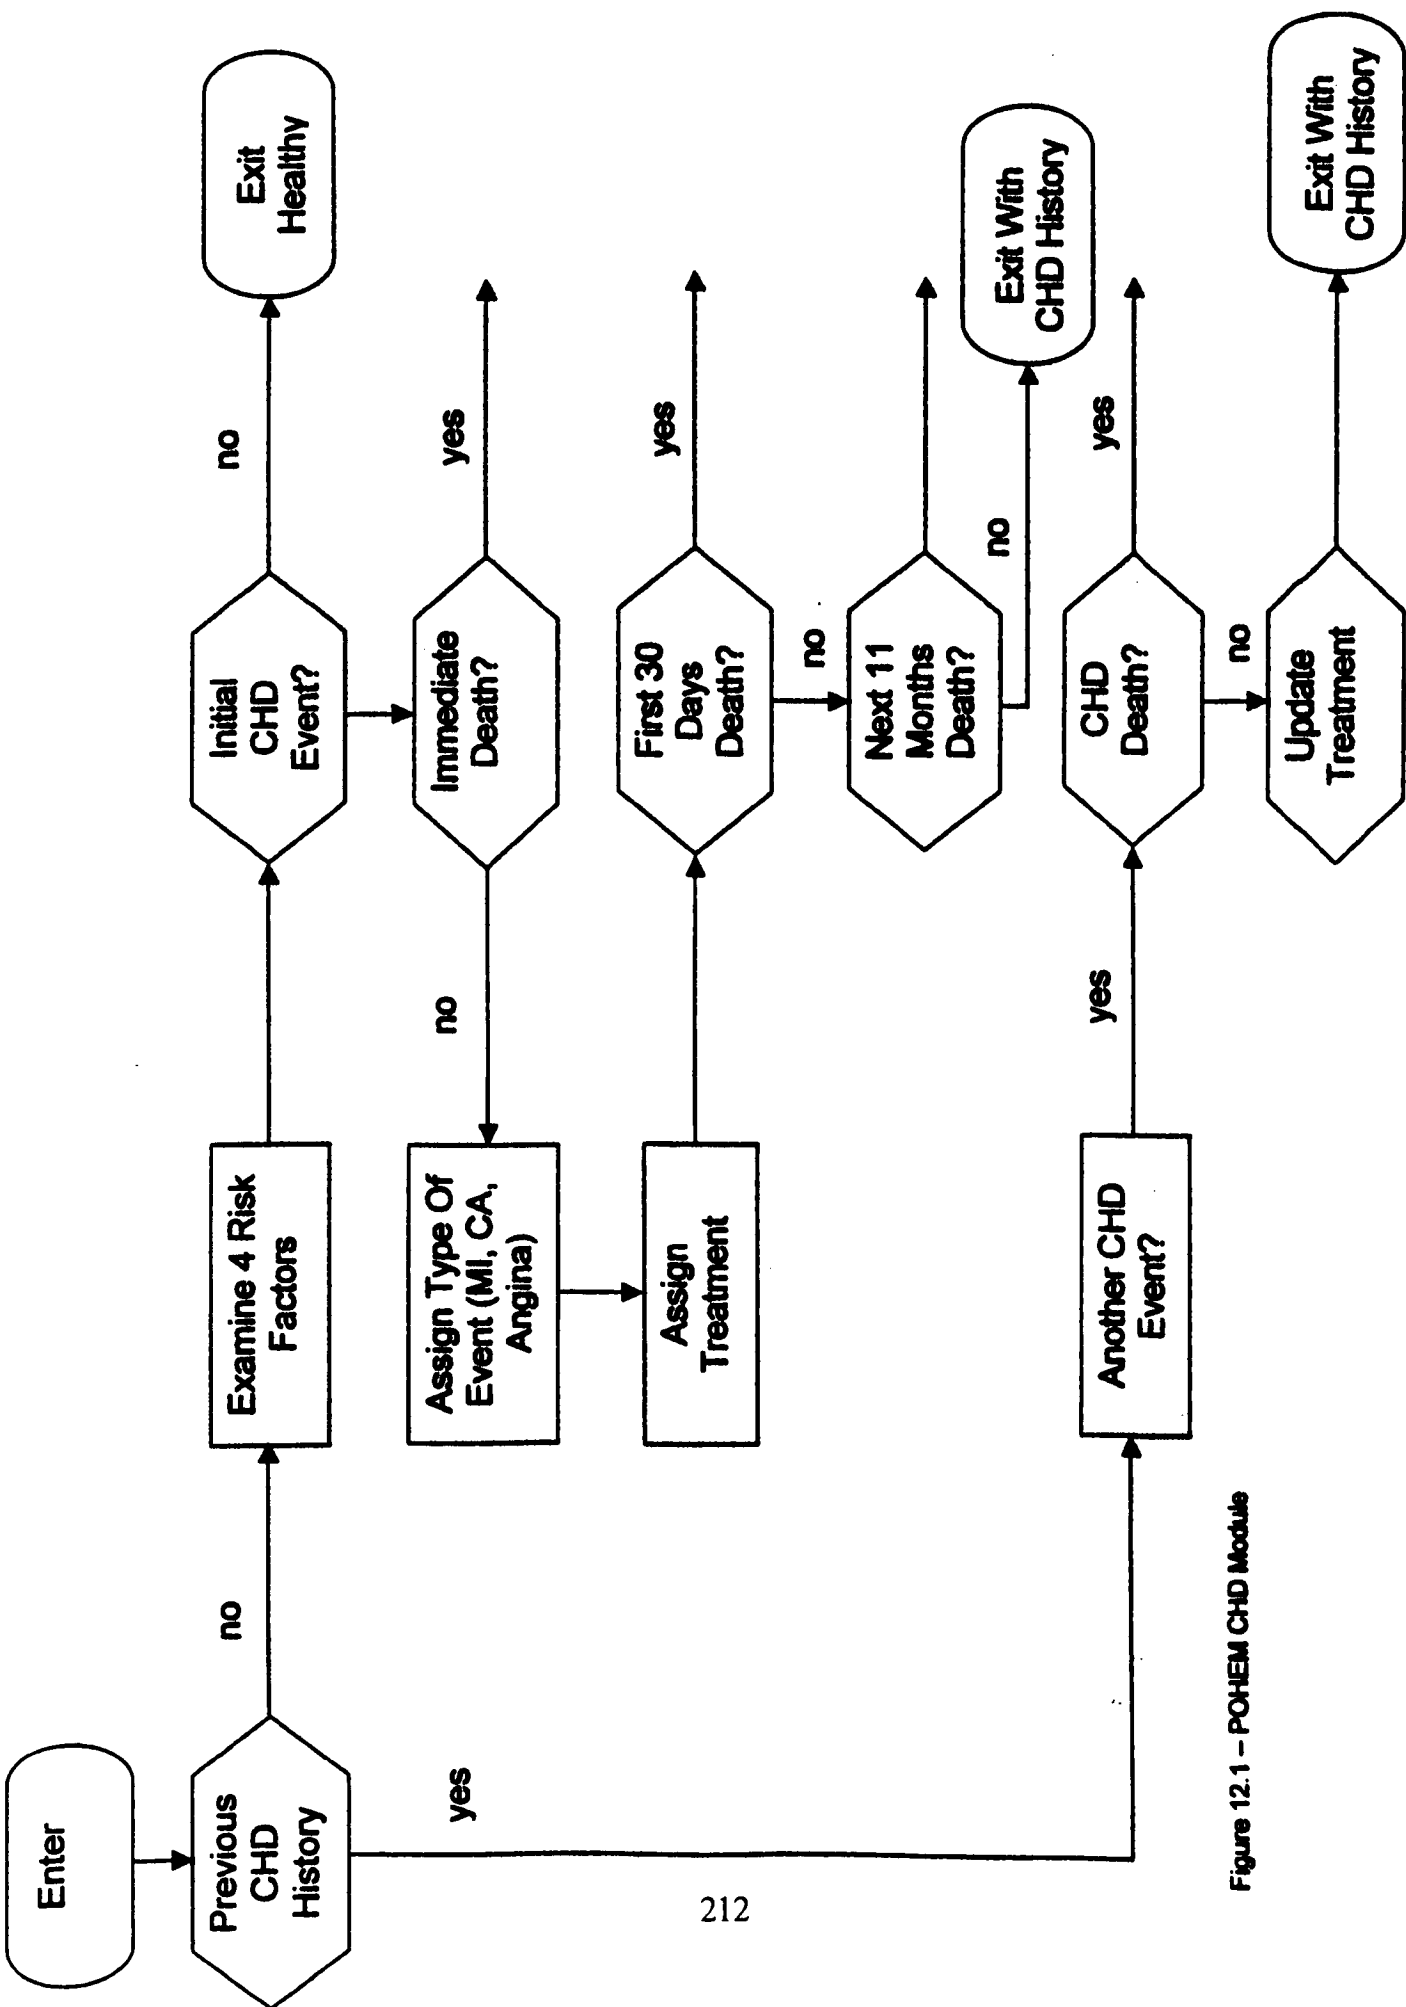 Enter
Previous
CHD
History
no
yes
Examine 4 Risk
Factors
Initial
CHD
Event?
no
Exit
Healthy
Immediate
Death?
yes
no
Assign Type Of
Event (MI, CA,
Angina)
Assign
Treatment
First 30
Days
Death?
yes
no
Next 11
Months
Death?
no
Exit With
CHD History
Another CHD
Event?
yes
CHD
Death?
yes
no
Update
Treatment
Exit With
CHD History
Figure 12.1 – POHEM CHD Module
212